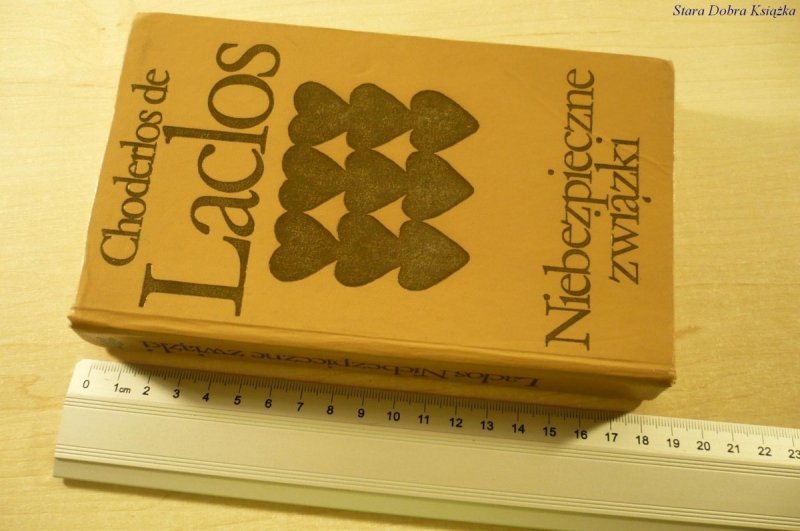 Stara Dobra Książka
Choderlos de
Laclos
Niebezpieczne
związki
Laclos Niebezpieczne związki
0 1cm 2 3 4 5 6 7 8 9 10 11 12 13 14 15 16 17 18 19 20 21 22 23